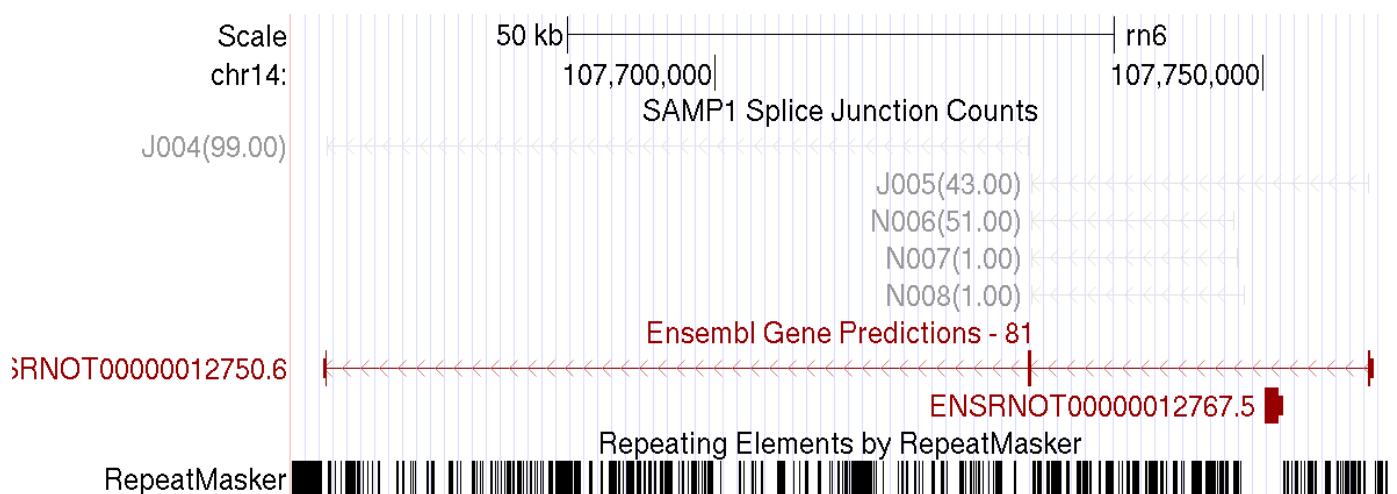 Scale 50 kb rn6
chr14: 107,700,000 107,750,000
SAMP1 Splice Junction Counts
J004(99.00)
J005(43.00)
N006(51.00)
N007(1.00)
N008(1.00)
Ensembl Gene Predictions - 81
SRNOT00000012750.6
ENSRNOT00000012767.5
Repeating Elements by RepeatMasker
RepeatMasker